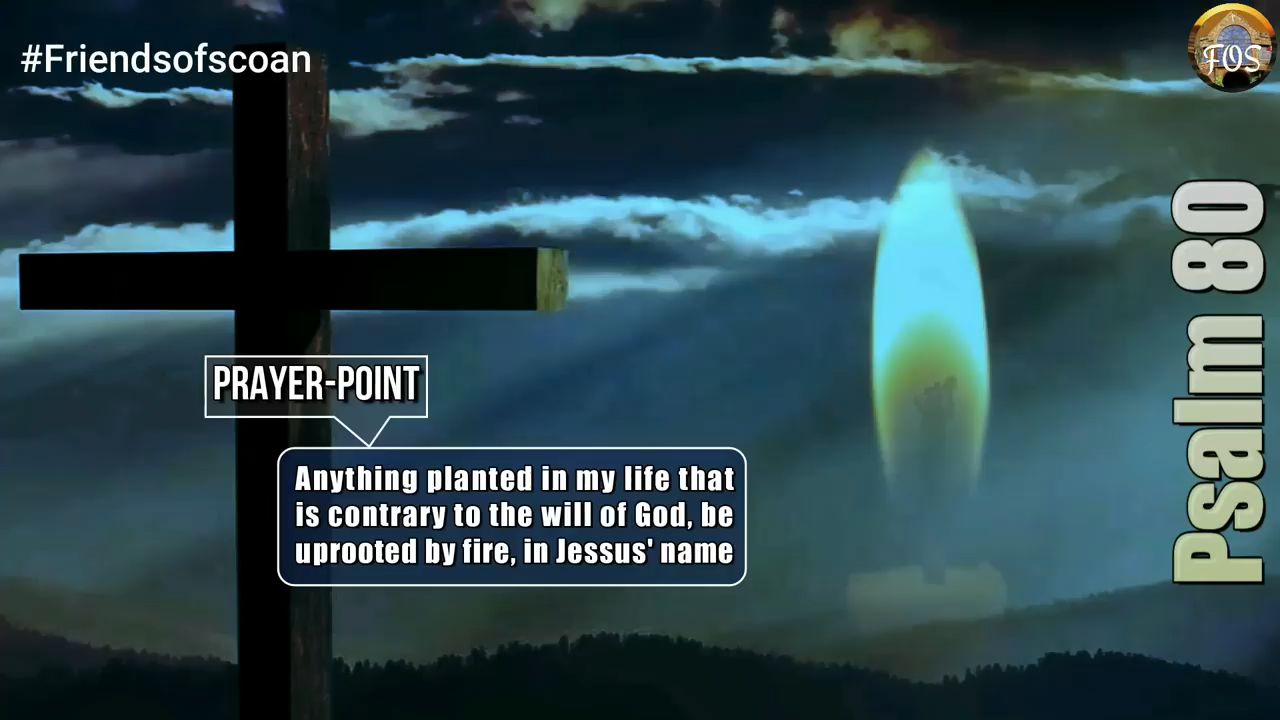 #Friendsofscoan
FOS
PRAYER-POINT
Anything planted in my life that
is contrary to the will of God, be
uprooted by fire, in Jessus' name
Psalm 80